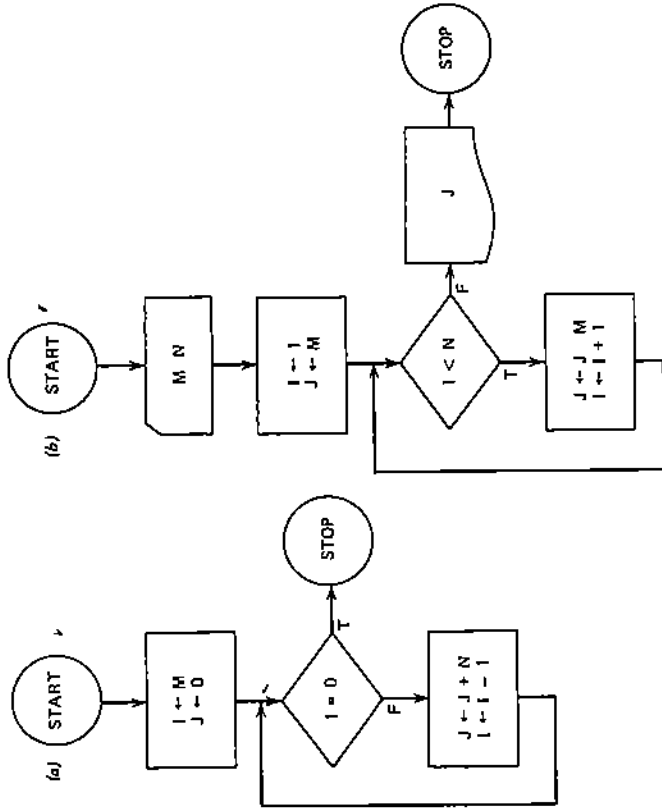 (a)
START
I ← M
J ← 0
I = 0
T
STOP
F
J ← J + N
I ← I - 1
(b)
START
M N
I ← 1
J ← M
I < N
F
J
STOP
T
J ← J · M
I ← I + 1